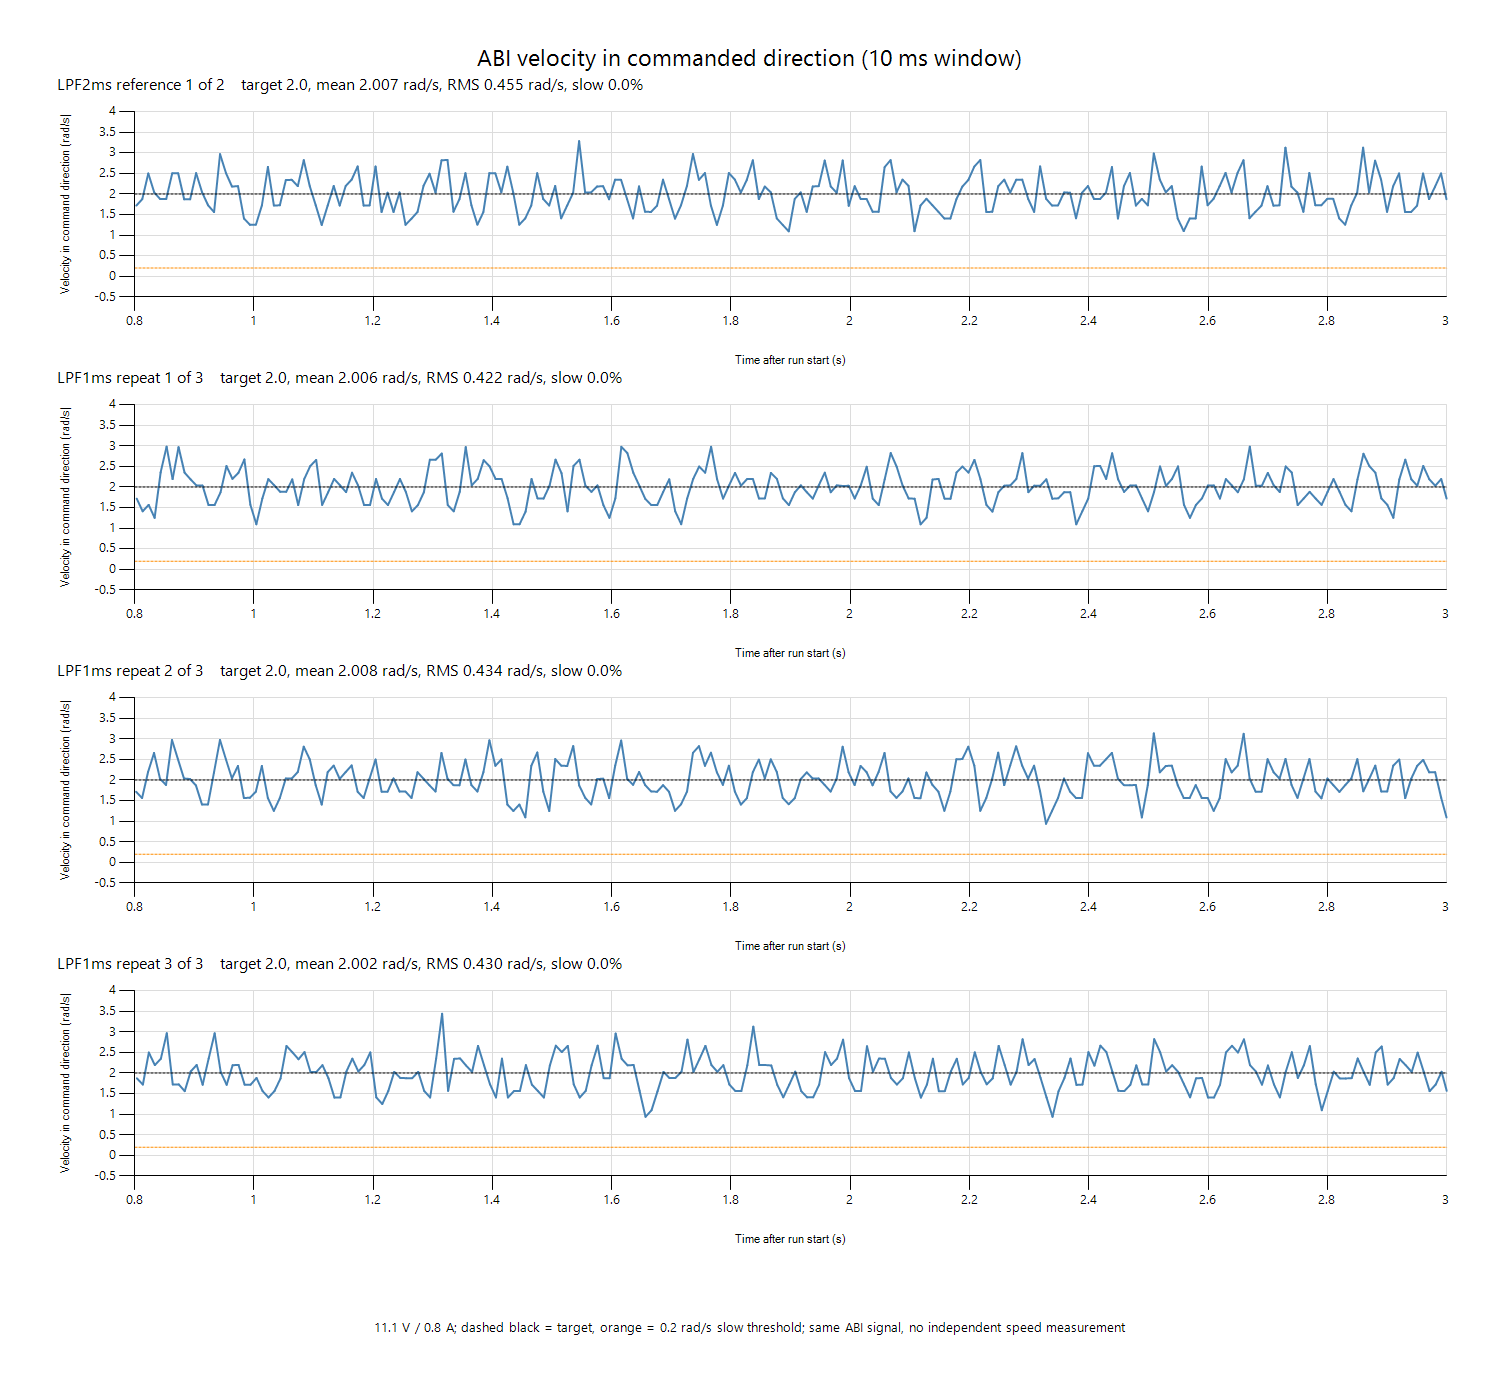 ABI velocity in commanded direction (10 ms window)
LPF2ms reference 1 of 2    target 2.0, mean 2.007 rad/s, RMS 0.455 rad/s, slow 0.0%
Velocity in command direction (rad/s|
4
3.5
3
2.5
2
1.5
1
0.5
0
-0.5
0.8 1 1.2 1.4 1.6 1.8 2 2.2 2.4 2.6 2.8 3
Time after run start (s)
LPF1ms repeat 1 of 3    target 2.0, mean 2.006 rad/s, RMS 0.422 rad/s, slow 0.0%
Velocity in command direction (rad/s|
4
3.5
3
2.5
2
1.5
1
0.5
0
-0.5
0.8 1 1.2 1.4 1.6 1.8 2 2.2 2.4 2.6 2.8 3
Time after run start (s)
LPF1ms repeat 2 of 3    target 2.0, mean 2.008 rad/s, RMS 0.434 rad/s, slow 0.0%
Velocity in command direction (rad/s|
4
3.5
3
2.5
2
1.5
1
0.5
0
-0.5
0.8 1 1.2 1.4 1.6 1.8 2 2.2 2.4 2.6 2.8 3
Time after run start (s)
LPF1ms repeat 3 of 3    target 2.0, mean 2.002 rad/s, RMS 0.430 rad/s, slow 0.0%
Velocity in command direction (rad/s|
4
3.5
3
2.5
2
1.5
1
0.5
0
-0.5
0.8 1 1.2 1.4 1.6 1.8 2 2.2 2.4 2.6 2.8 3
Time after run start (s)
11.1 V / 0.8 A; dashed black = target, orange = 0.2 rad/s slow threshold; same ABI signal, no independent speed measurement